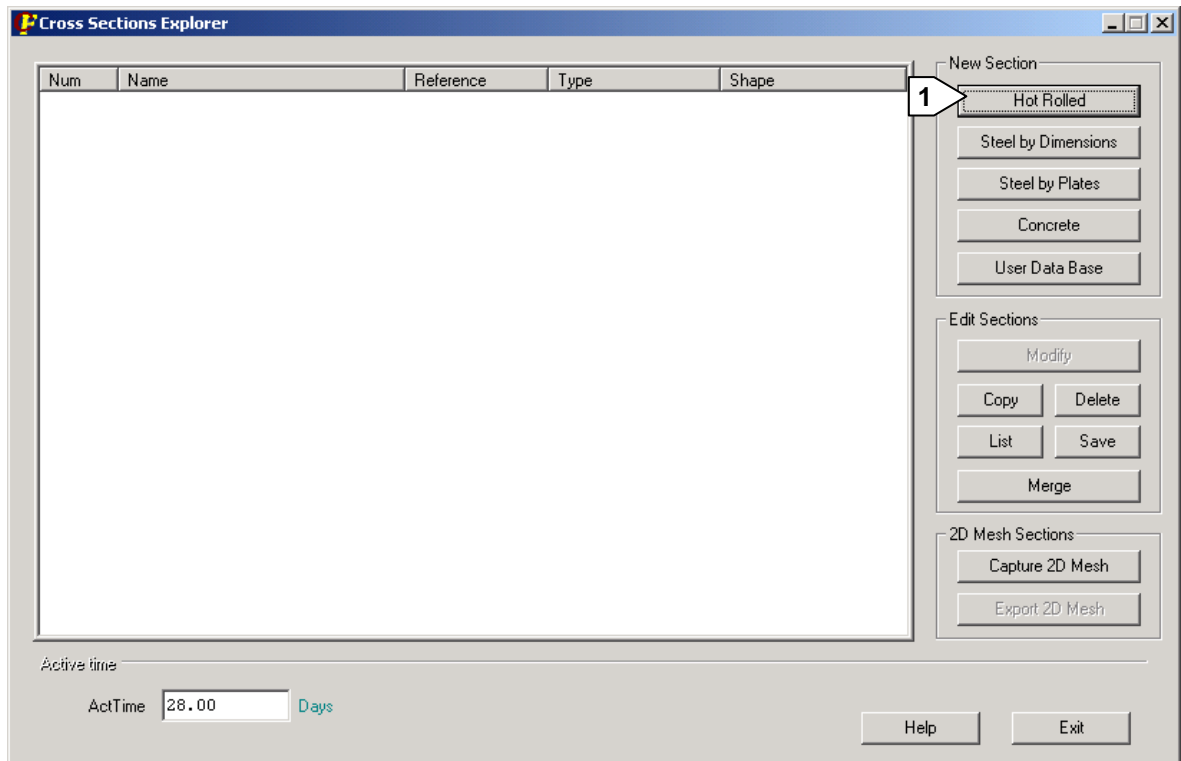 Cross Sections Explorer
Num Name Reference Type Shape
New Section
1
Hot Rolled
Steel by Dimensions
Steel by Plates
Concrete
User Data Base
Edit Sections
Modify
Copy Delete
List Save
Merge
2D Mesh Sections
Capture 2D Mesh
Export 2D Mesh
Active time
ActTime 28.00 Days
Help Exit